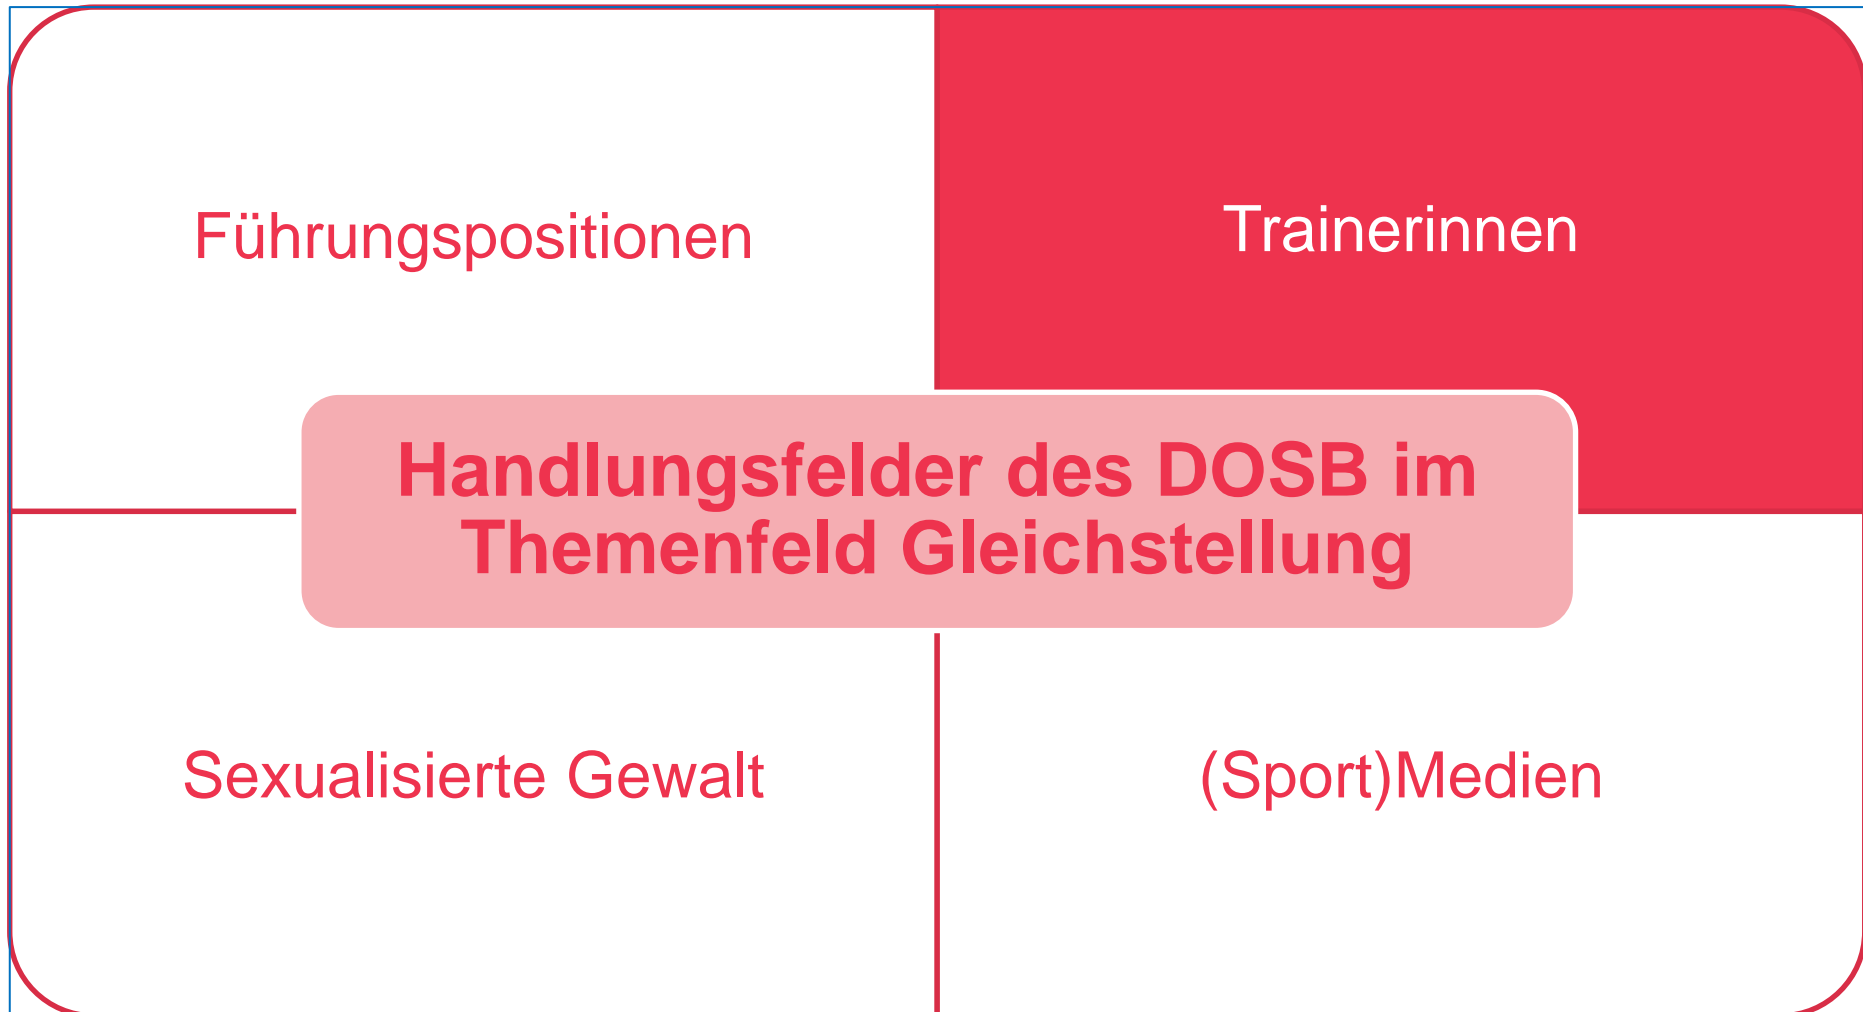 Führungspositionen
Trainerinnen
Handlungsfelder des DOSB im
Themenfeld Gleichstellung
Sexualisierte Gewalt
(Sport)Medien